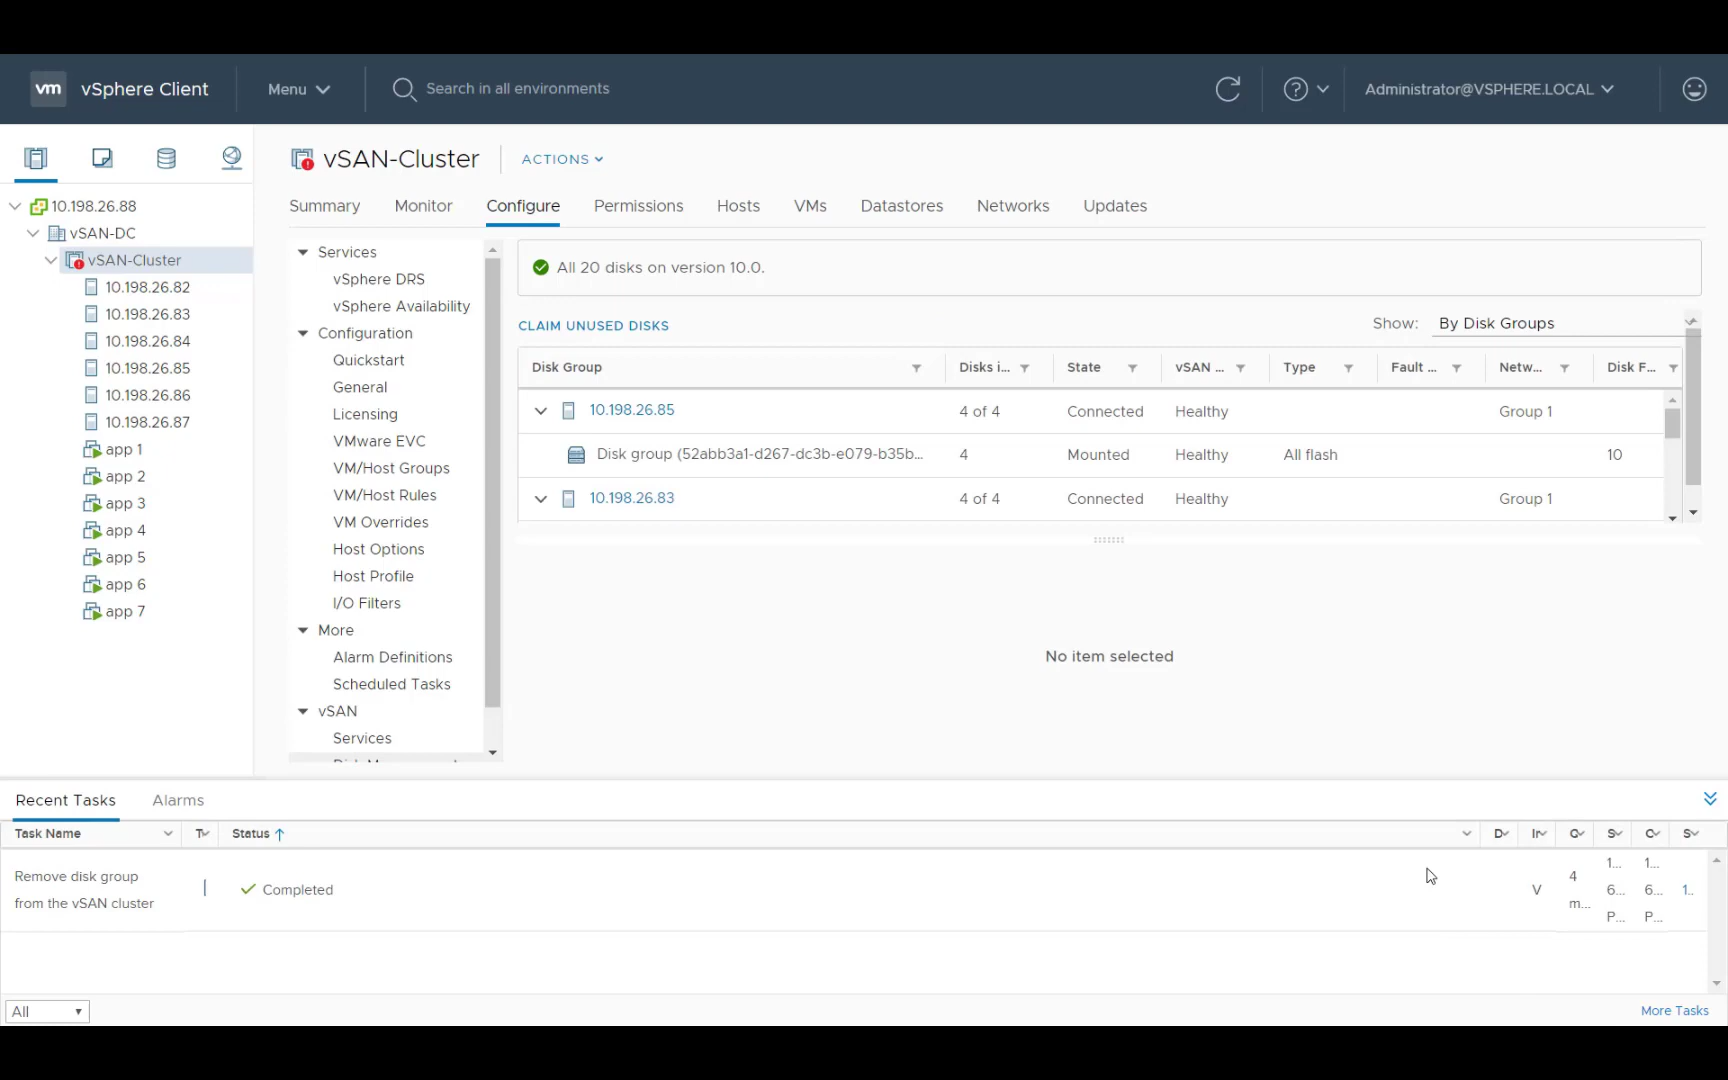 vm vSphere Client Menu Search in all environments Administrator@VSPHERE.LOCAL
10.198.26.88
vSAN-DC
vSAN-Cluster
10.198.26.82
10.198.26.83
10.198.26.84
10.198.26.85
10.198.26.86
10.198.26.87
app 1
app 2
app 3
app 4
app 5
app 6
app 7
vSAN-Cluster ACTIONS
Summary Monitor Configure Permissions Hosts VMs Datastores Networks Updates
Services
vSphere DRS
vSphere Availability
Configuration
Quickstart
General
Licensing
VMware EVC
VM/Host Groups
VM/Host Rules
VM Overrides
Host Options
Host Profile
I/O Filters
More
Alarm Definitions
Scheduled Tasks
vSAN
Services
All 20 disks on version 10.0.
CLAIM UNUSED DISKS Show: By Disk Groups
Disk Group Disks i... State vSAN ... Type Fault ... Netw... Disk F...
10.198.26.85 4 of 4 Connected Healthy Group 1
Disk group (52abb3a1-d267-dc3b-e079-b35b... 4 Mounted Healthy All flash 10
10.198.26.83 4 of 4 Connected Healthy Group 1
No item selected
Recent Tasks Alarms
Task Name T Status D In Q S C S
Remove disk group
from the vSAN cluster
Completed V
4
m...
1...
6...
P...
1...
6...
P...
1..
All More Tasks